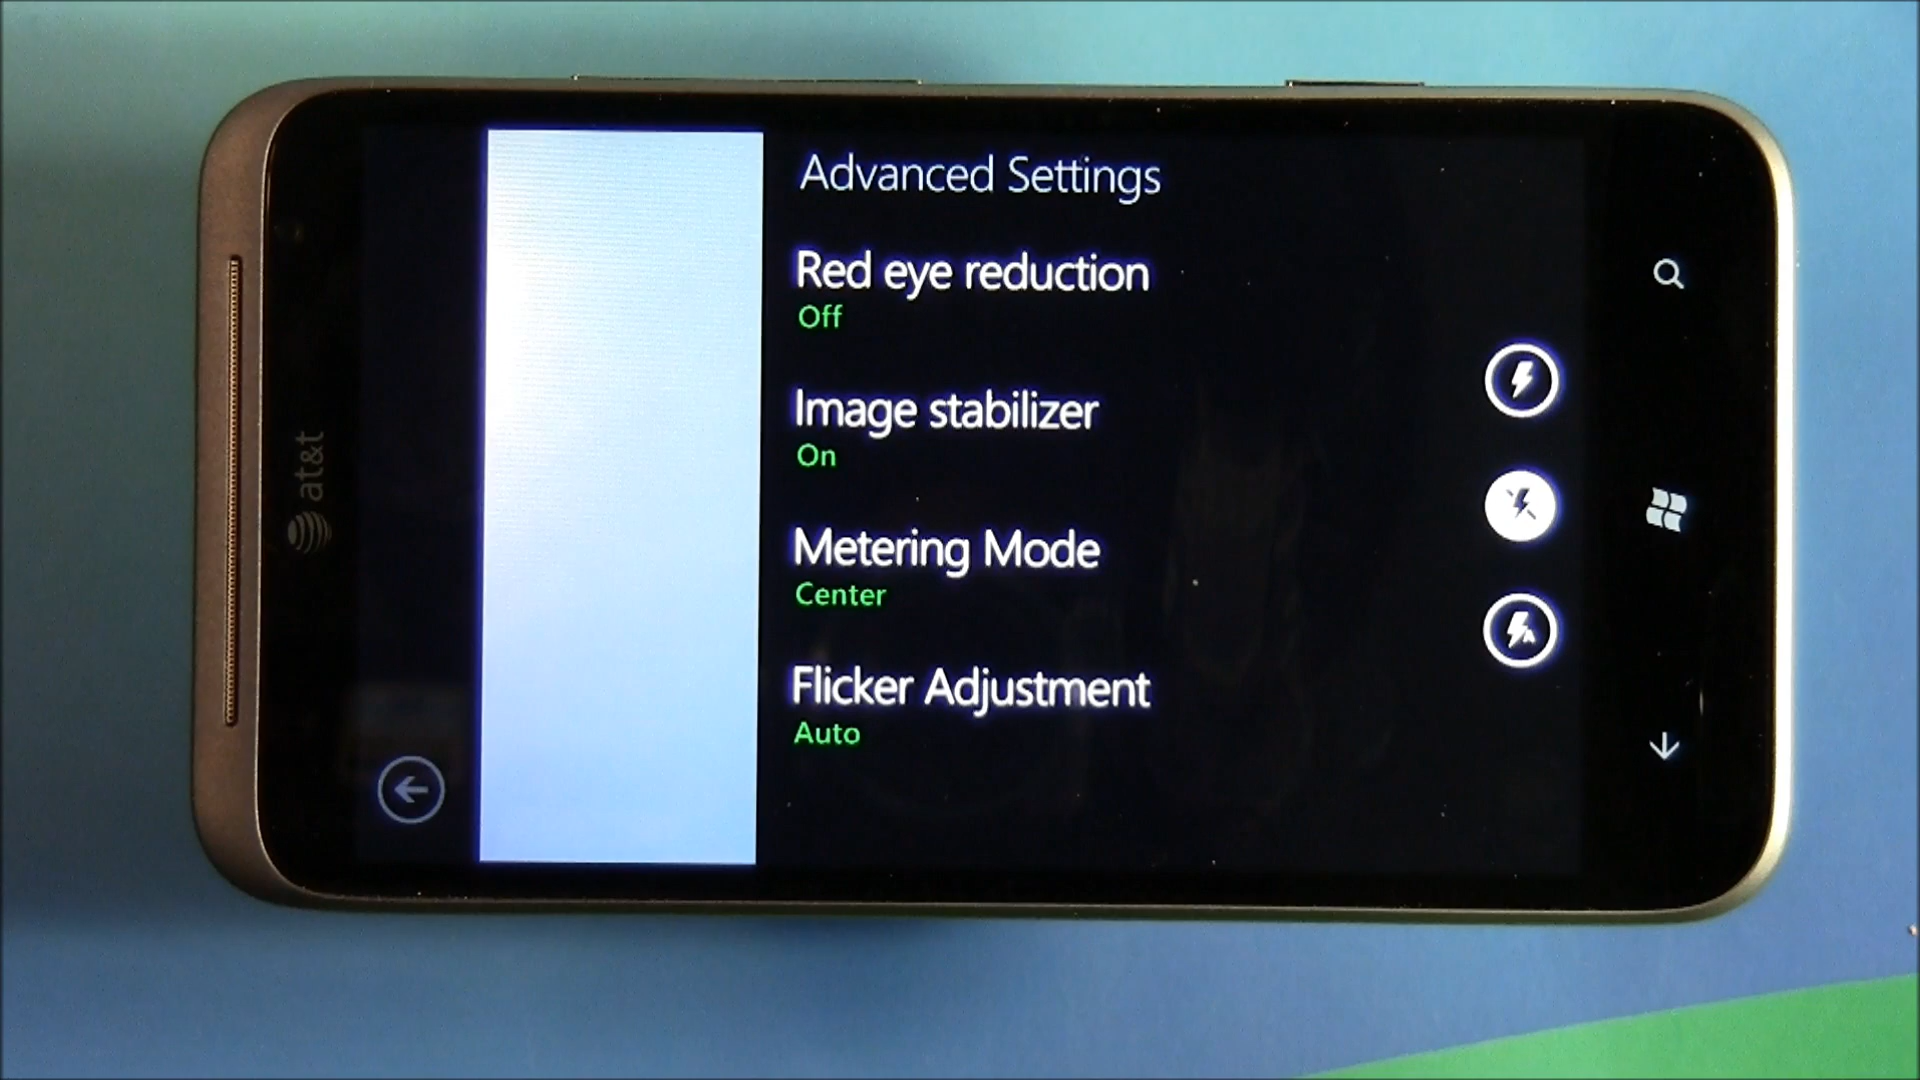 Advanced Settings
Red eye reduction
Off
Image stabilizer
On
Metering Mode
Center
Flicker Adjustment
Auto
at&t